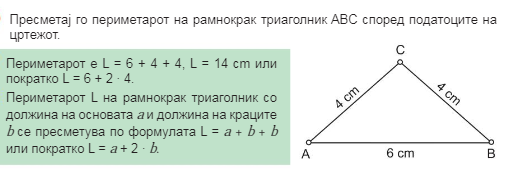 Пресметај го периметарот на рамнокрак триаголник ABC според податоците на
цртежот.
Периметарот е L = 6 + 4 + 4, L = 14 cm или
пократко L = 6 + 2 · 4.
Периметарот L на рамнокрак триаголник со
должина на основата a и должина на краците
b се пресметува по формулата L = a + b + b
или пократко L = a + 2 · b.
C
4 cm
4 cm
A
6 cm
B